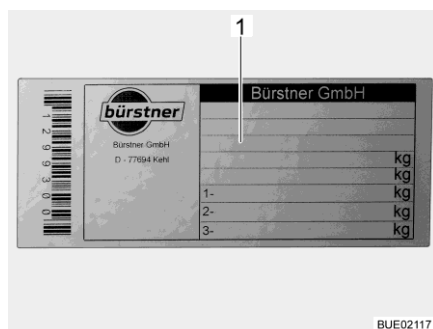 1
Bürstner GmbH
bürstner
Bürstner GmbH
D - 77694 Kehl
kg
kg
1- kg
2- kg
3- kg
1299300
BUE02117